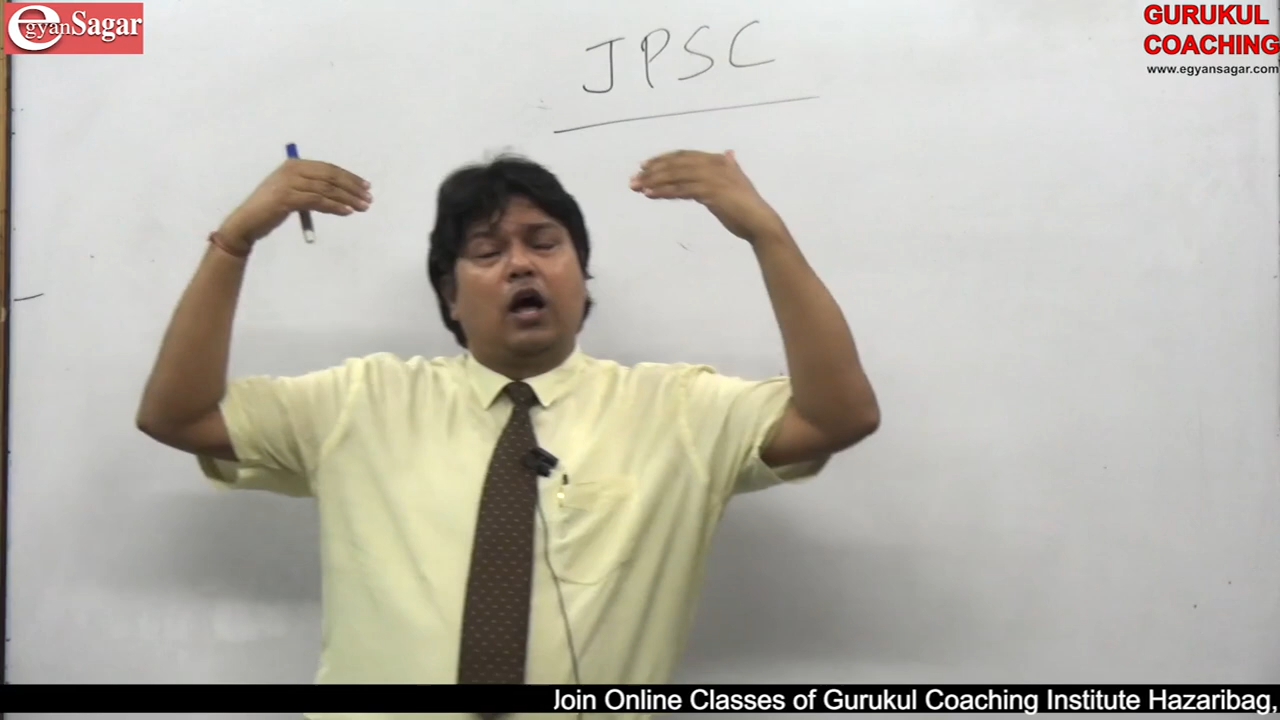 egyanSagar
GURUKUL
COACHING
www.egyansagar.com
JPSC
Join Online Classes of Gurukul Coaching Institute Hazaribag,